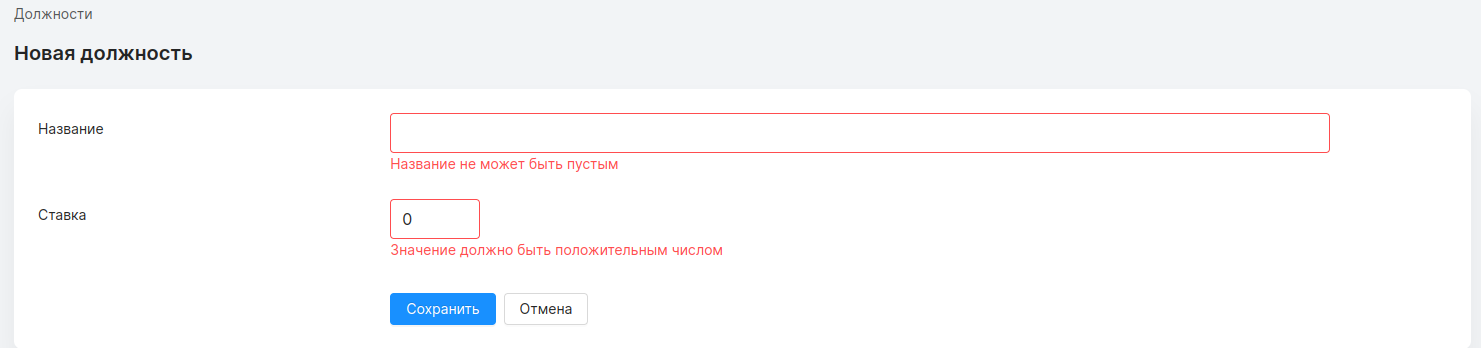 Должности
Новая должность
Название
Название не может быть пустым
Ставка
0
Значение должно быть положительным числом
Сохранить Отмена